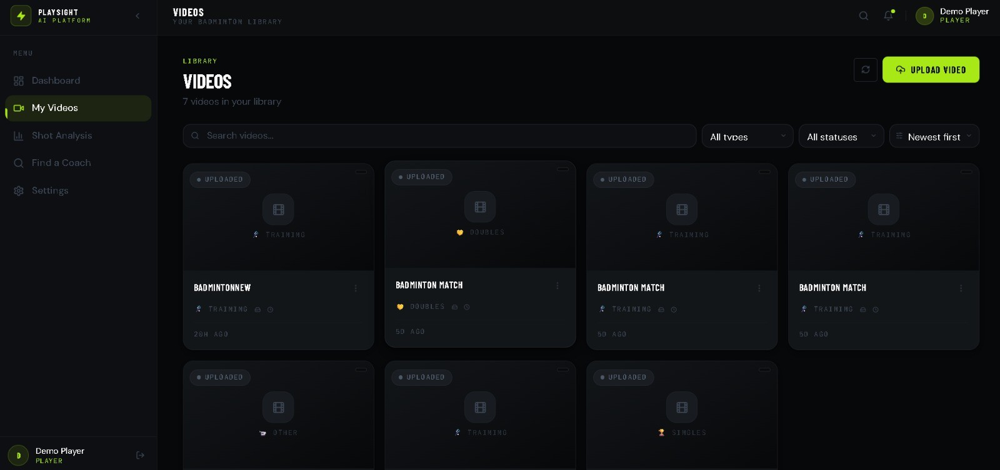 PLAYSIGHT
AI PLATFORM
VIDEOS
YOUR BADMINTON LIBRARY
D
Demo Player
PLAYER
MENU
Dashboard
My Videos
Shot Analysis
Find a Coach
Settings
LIBRARY
VIDEOS
7 videos in your library
UPLOAD VIDEO
Search videos...
All types
All statuses
Newest first
UPLOADED
TRAINING
BADMINTONNEW
TRAINING
20H AGO
UPLOADED
DOUBLES
BADMINTON MATCH
DOUBLES
5D AGO
UPLOADED
TRAINING
BADMINTON MATCH
TRAINING
5D AGO
UPLOADED
TRAINING
BADMINTON MATCH
TRAINING
5D AGO
UPLOADED
OTHER
UPLOADED
TRAINING
UPLOADED
SINGLES
D
Demo Player
PLAYER